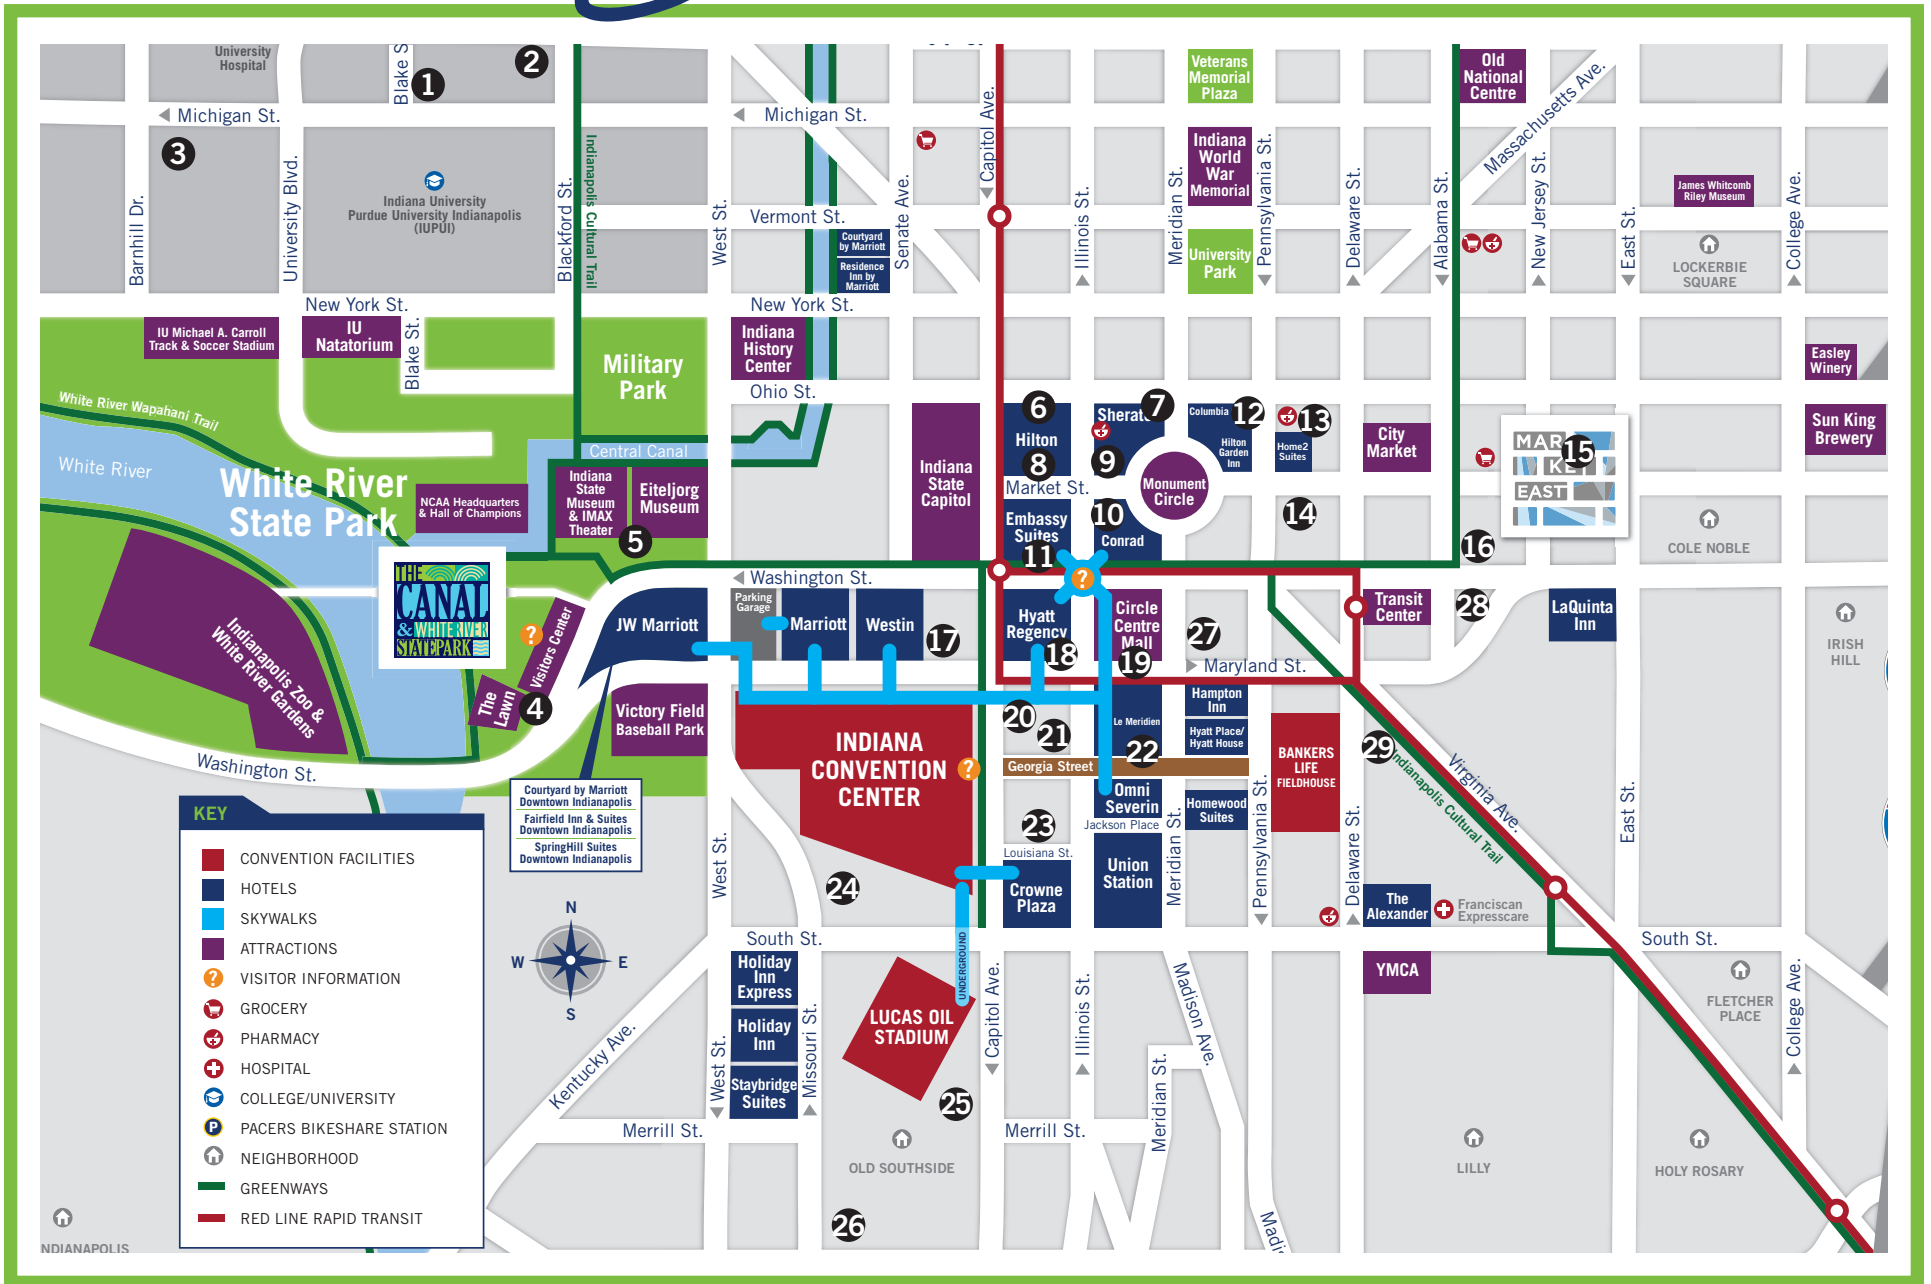 University
Hospital
Blake S
1
2
Michigan St.
3
Indiana University
Purdue University Indianapolis
(IUPUI)
Barnhill Dr.
University Blvd.
Blackford St.
Indianapolis Cultural Trail
West St.
Michigan St.
Vermont St.
Courtyard
by Marriott
Residence
Inn by
Marriott
Senate Ave.
Capitol Ave.
Illinois St.
Meridian St.
Veterans
Memorial
Plaza
Indiana
World
War
Memorial
University
Park
Pennsylvania St.
Delaware St.
Alabama St.
Old
National
Centre
Massachusetts Ave.
New Jersey St.
East St.
James Whitcomb
Riley Museum
LOCKERBIE
SQUARE
College Ave.
New York St.
New York St.
IU Michael A. Carroll
Track & Soccer Stadium
IU
Natatorium
Blake St.
Military
Park
Indiana
History
Center
Ohio St.
Easley
Winery
Sun King
Brewery
White River Wapahani Trail
White River
White River
State Park
Central Canal
NCAA Headquarters
& Hall of Champions
Indiana
State
Museum
& IMAX
Theater
Eiteljorg
Museum
5
Indiana
State
Capitol
6
Hilton
8
Market St.
Embassy
Suites
11
Sherat
7
9
10
Conrad
Monument
Circle
Columbia
12
Hilton
Garden
Inn
13
Home2
Suites
14
City
Market
MAR
KET
EAST
15
16
COLE NOBLE
THE
CANAL
& WHITE RIVER
STATE PARK
Indianapolis Zoo &
White River Gardens
?
Visitors Center
The
Lawn
4
Washington St.
Washington St.
JW Marriott
Parking
Garage
Marriott
Westin
17
Hyatt
Regency
18
?
Circle
Centre
Mall
19
27
Maryland St.
Transit
Center
28
LaQuinta
Inn
IRISH
HILL
Victory Field
Baseball Park
INDIANA
CONVENTION
CENTER
?
20
21
Le Meridien
22
Hampton
Inn
Hyatt Place/
Hyatt House
Georgia Street
BANKERS
LIFE
FIELDHOUSE
29
Indianapolis Cultural Trail
Virginia Ave.
East St.
Courtyard by Marriott
Downtown Indianapolis
Fairfield Inn & Suites
Downtown Indianapolis
SpringHill Suites
Downtown Indianapolis
West St.
24
23
Louisiana St.
Crowne
Plaza
Omni
Severin
Jackson Place
Union
Station
Homewood
Suites
Meridian St.
Pennsylvania St.
Delaware St.
The
Alexander
Franciscan
Expresscare
South St.
UNDERGROUND
South St.
YMCA
KEY
CONVENTION FACILITIES
HOTELS
SKYWALKS
ATTRACTIONS
? VISITOR INFORMATION
GROCERY
PHARMACY
HOSPITAL
COLLEGE/UNIVERSITY
P PACERS BIKESHARE STATION
NEIGHBORHOOD
GREENWAYS
RED LINE RAPID TRANSIT
N
W
E
S
Kentucky Ave.
West St.
Holiday
Inn
Express
Holiday
Inn
Staybridge
Suites
Missouri St.
LUCAS OIL
STADIUM
25
Capitol Ave.
Illinois St.
Meridian St.
Madison Ave.
FLETCHER
PLACE
College Ave.
Merrill St.
Merrill St.
OLD SOUTHSIDE
26
LILLY
HOLY ROSARY
Madis
NDIANAPOLIS